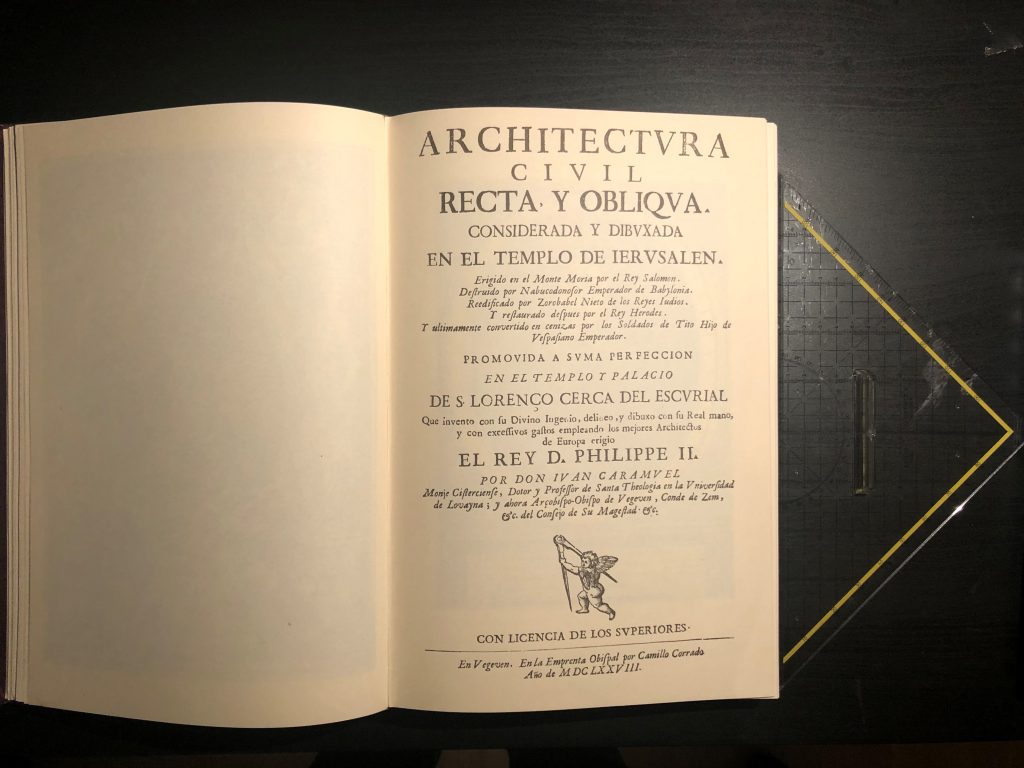 ARCHITECTVRA
CIVIL
RECTA, Y OBLIQVA.
CONSIDERADA Y DIBVXADA
EN EL TEMPLO DE IERVSALEN.
Erigido en el Monte Moria por el Rey Salomon.
Deſtruido por Nabucodonoſor Emperador de Babylonia.
Reedificado por Zorobabel Nieto de los Reyes Iudios.
Y reſtaurado deſpues por el Rey Herodes.
Y ultimamente convertido en cenizas por los Soldados de Tito Hijo de
Veſpaſiano Emperador.
PROMOVIDA A SVMA PERFECCION
EN EL TEMPLO Y PALACIO
DE S. LORENÇO CERCA DEL ESCVRIAL
Que invento con ſu Divino Ingenio, delineo, y dibuxo con ſu Real mano,
y con exceſſivos gaſtos empleando los mejores Architectos
de Europa erigio
EL REY D. PHILIPPE II.
POR DON IVAN CARAMVEL
Monje Ciſtercienſe, Dotor y Profeſſor de Santa Theologia en la Vniverſidad
de Lovayna; y ahora Arçobiſpo-Obiſpo de Vegeven, Conde de Zem,
&c. del Conſejo de Su Mageſtad. &c.
CON LICENCIA DE LOS SVPERIORES.
En Vegeven. En la Emprenta Obiſpal por Camillo Corrado
Año de MDCLXXVIII.